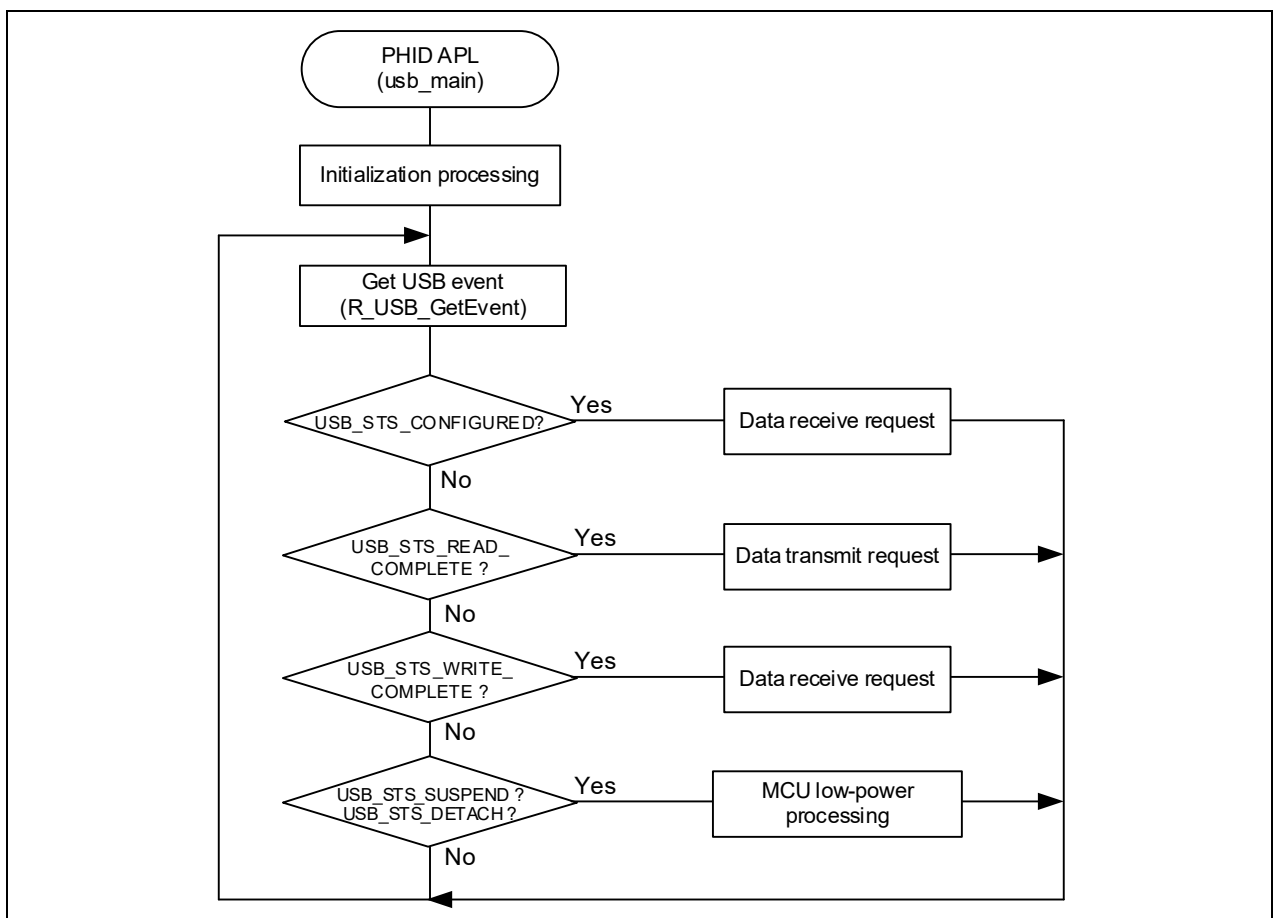 PHID APL
(usb_main)
Initialization processing
Get USB event
(R_USB_GetEvent)
USB_STS_CONFIGURED?
Yes
Data receive request
No
USB_STS_READ_
COMPLETE ?
Yes
Data transmit request
No
USB_STS_WRITE_
COMPLETE ?
Yes
Data receive request
No
USB_STS_SUSPEND ?
USB_STS_DETACH ?
Yes
MCU low-power
processing
No